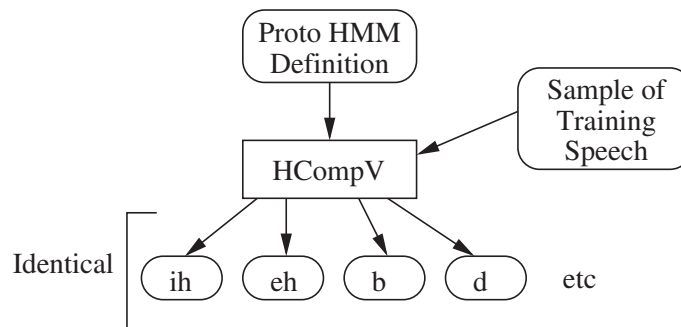 Proto HMM
Definition
Sample of
Training
Speech
HCompV
Identical
ih
eh
b
d
etc